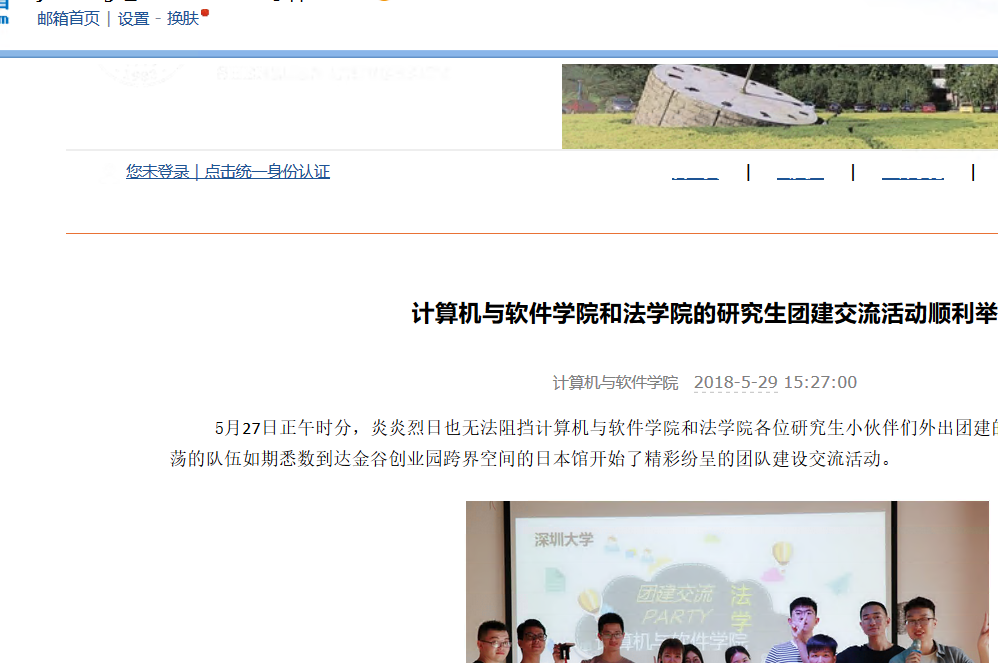 邮箱首页 | 设置 - 换肤
您未登录 | 点击统一身份认证
计算机与软件学院和法学院的研究生团建交流活动顺利举
计算机与软件学院 2018-5-29 15:27:00
5月27日正午时分，炎炎烈日也无法阻挡计算机与软件学院和法学院各位研究生小伙伴们外出团建的
荡的队伍如期悉数到达金谷创业园跨界空间的日本馆开始了精彩纷呈的团队建设交流活动。
深圳大学
团建交流 法
PARTY 学
计算机与软件学院